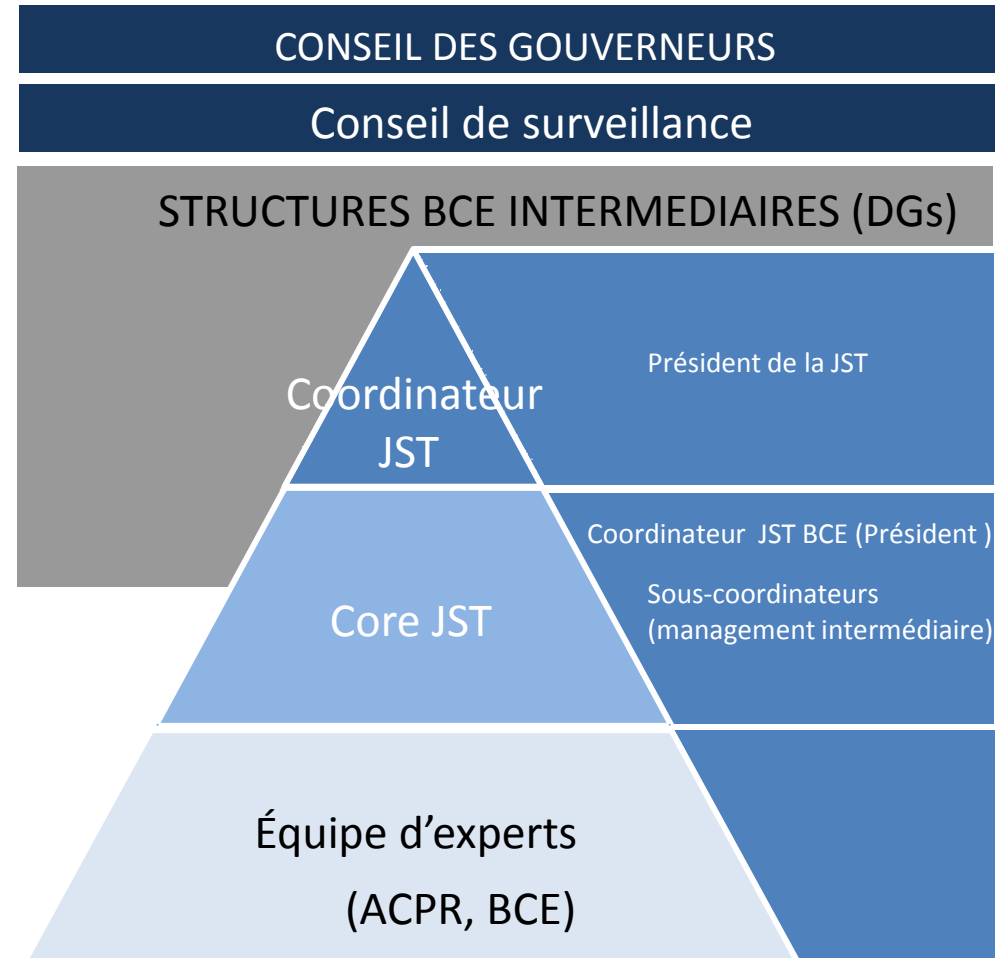 CONSEIL DES GOUVERNEURS
Conseil de surveillance
STRUCTURES BCE INTERMEDIAIRES (DGs)
Coordinateur
JST
Président de la JST
Core JST
Coordinateur JST BCE (Président )
Sous-coordinateurs
(management intermédiaire)
Équipe d’experts
(ACPR, BCE)